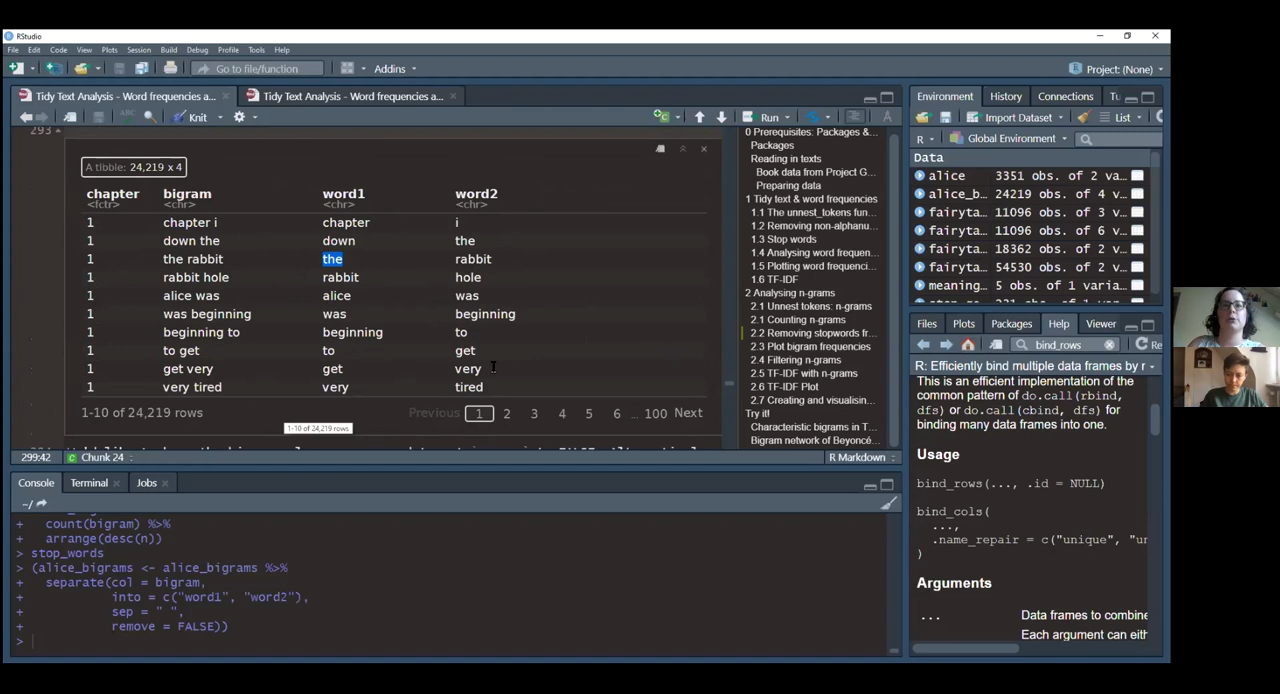 RStudio
File Edit Code View Plots Session Build Debug Profile Tools Help
Go to file/function Addins Project: (None)
Tidy Text Analysis - Word frequencies a... Tidy Text Analysis - Word frequencies a...
Knit Run
293
A tibble: 24,219 x 4
chapter bigram word1 word2
<fctr> <chr> <chr> <chr>
1 chapter i chapter i
1 down the down the
1 the rabbit the rabbit
1 rabbit hole rabbit hole
1 alice was alice was
1 was beginning was beginning
1 beginning to beginning to
1 to get to get
1 get very get very
1 very tired very tired
1-10 of 24,219 rows Previous 1 2 3 4 5 6 ... 100 Next
1-10 of 24,219 rows
299:42 Chunk 24 R Markdown
0 Prerequisites: Packages &...
Packages
Reading in texts
Book data from Project G...
Preparing data
1 Tidy text & word frequencies
1.1 The unnest_tokens fun...
1.2 Removing non-alphanu...
1.3 Stop words
1.4 Analysing word frequen...
1.5 Plotting word frequenci...
1.6 TF-IDF
2 Analysing n-grams
2.1 Unnest tokens: n-grams
2.1 Counting n-grams
2.2 Removing stopwords fr...
2.3 Plot bigram frequencies
2.4 Filtering n-grams
2.5 TF-IDF with n-grams
2.6 TF-IDF Plot
2.7 Creating and visualisin...
Try it!
Characteristic bigrams in T...
Bigram network of Beyoncé...
Console Terminal Jobs
~/
+ count(bigram) %>%
+ arrange(desc(n))
> stop_words
> (alice_bigrams <- alice_bigrams %>%
+ separate(col = bigram,
+ into = c("word1", "word2"),
+ sep = " ",
+ remove = FALSE))
>
Environment History Connections Tu
Import Dataset List
R Global Environment
Data
alice 3351 obs. of 2 va...
alice_b... 24219 obs. of 4 v...
fairyta... 11096 obs. of 3 v...
fairyta... 11096 obs. of 6 v...
fairyta... 18362 obs. of 2 v...
fairyta... 54530 obs. of 2 v...
meaning... 5 obs. of 1 varia...
Files Plots Packages Help Viewer
bind_rows Re
R: Efficiently bind multiple data frames by r
This is an efficient implementation of the
common pattern of do.call(rbind,
dfs) or do.call(cbind, dfs) for
binding many data frames into one.
Usage
bind_rows(..., .id = NULL)
bind_cols(
...,
.name_repair = c("unique", "un
)
Arguments
... Data frames to combine
Each argument can eith